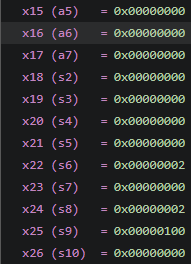 x15 (a5) = 0x00000000
x16 (a6) = 0x00000000
x17 (a7) = 0x00000000
x18 (s2) = 0x00000000
x19 (s3) = 0x00000000
x20 (s4) = 0x00000000
x21 (s5) = 0x00000000
x22 (s6) = 0x00000002
x23 (s7) = 0x00000000
x24 (s8) = 0x00000002
x25 (s9) = 0x00000100
x26 (s10) = 0x00000000